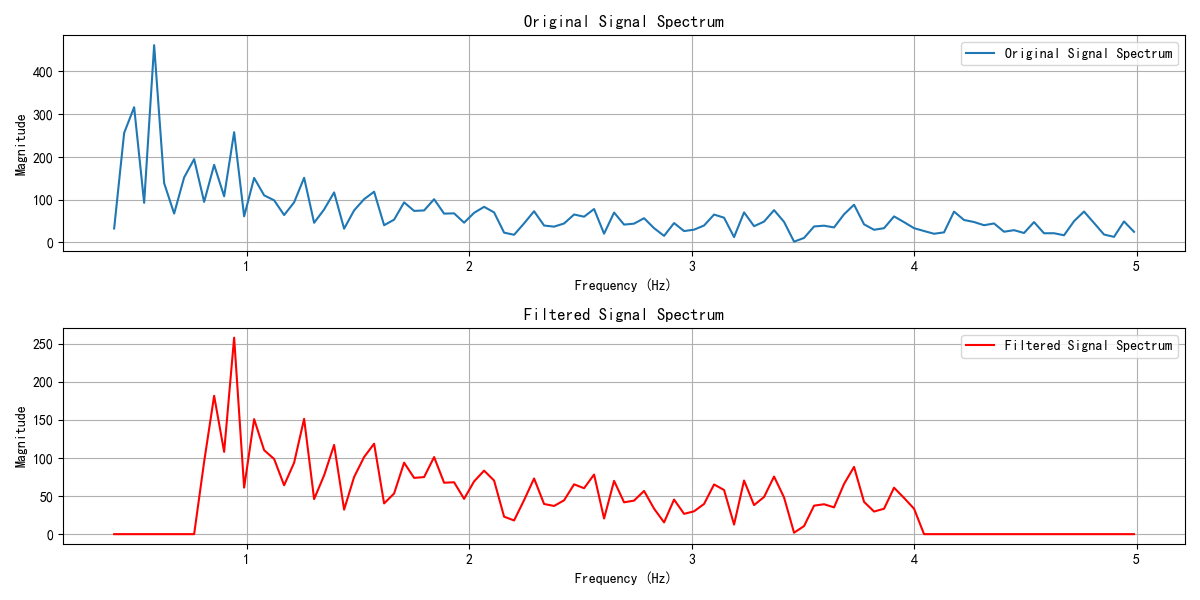 Original Signal Spectrum
Original Signal Spectrum
400
300
200
100
0
Magnitude
1 2 3 4 5
Frequency (Hz)
Filtered Signal Spectrum
Filtered Signal Spectrum
250
200
150
100
50
0
Magnitude
1 2 3 4 5
Frequency (Hz)